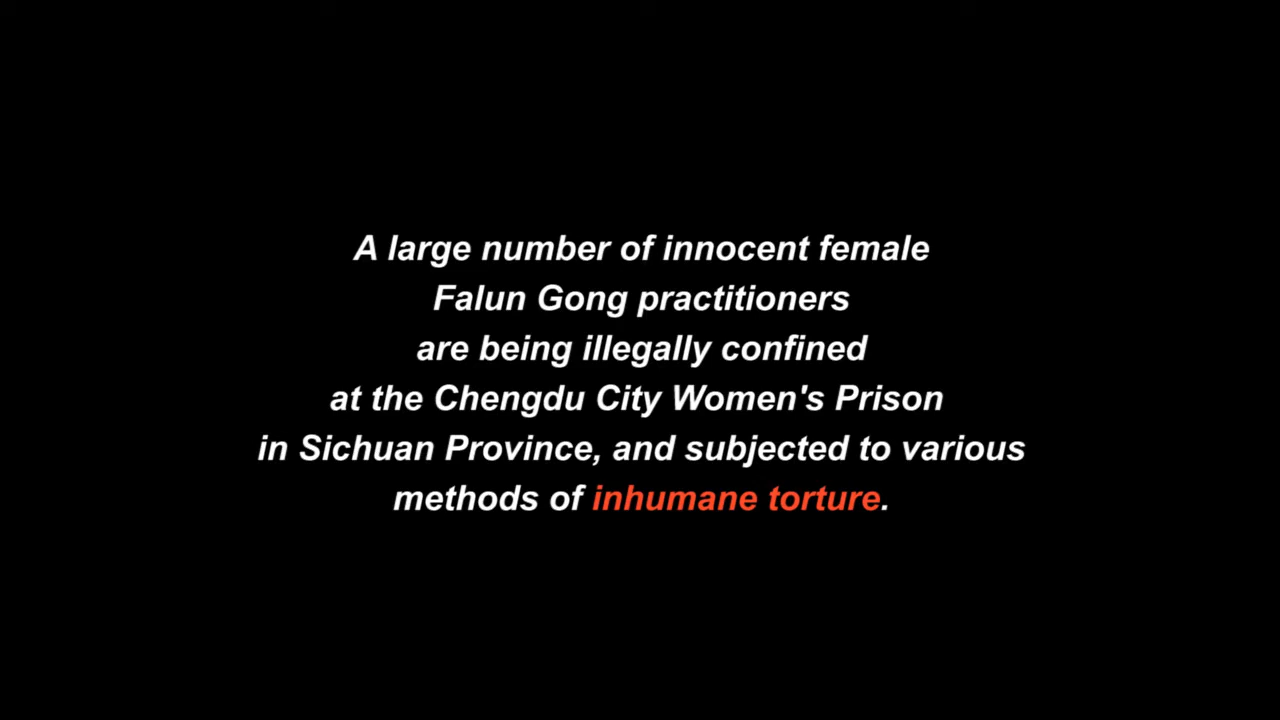 A large number of innocent female
Falun Gong practitioners
are being illegally confined
at the Chengdu City Women's Prison
in Sichuan Province, and subjected to various
methods of inhumane torture.